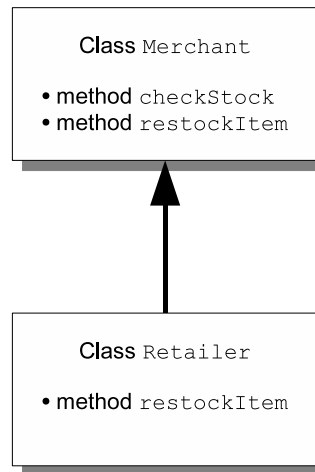 Class Merchant
• method checkStock
• method restockItem
Class Retailer
• method restockItem